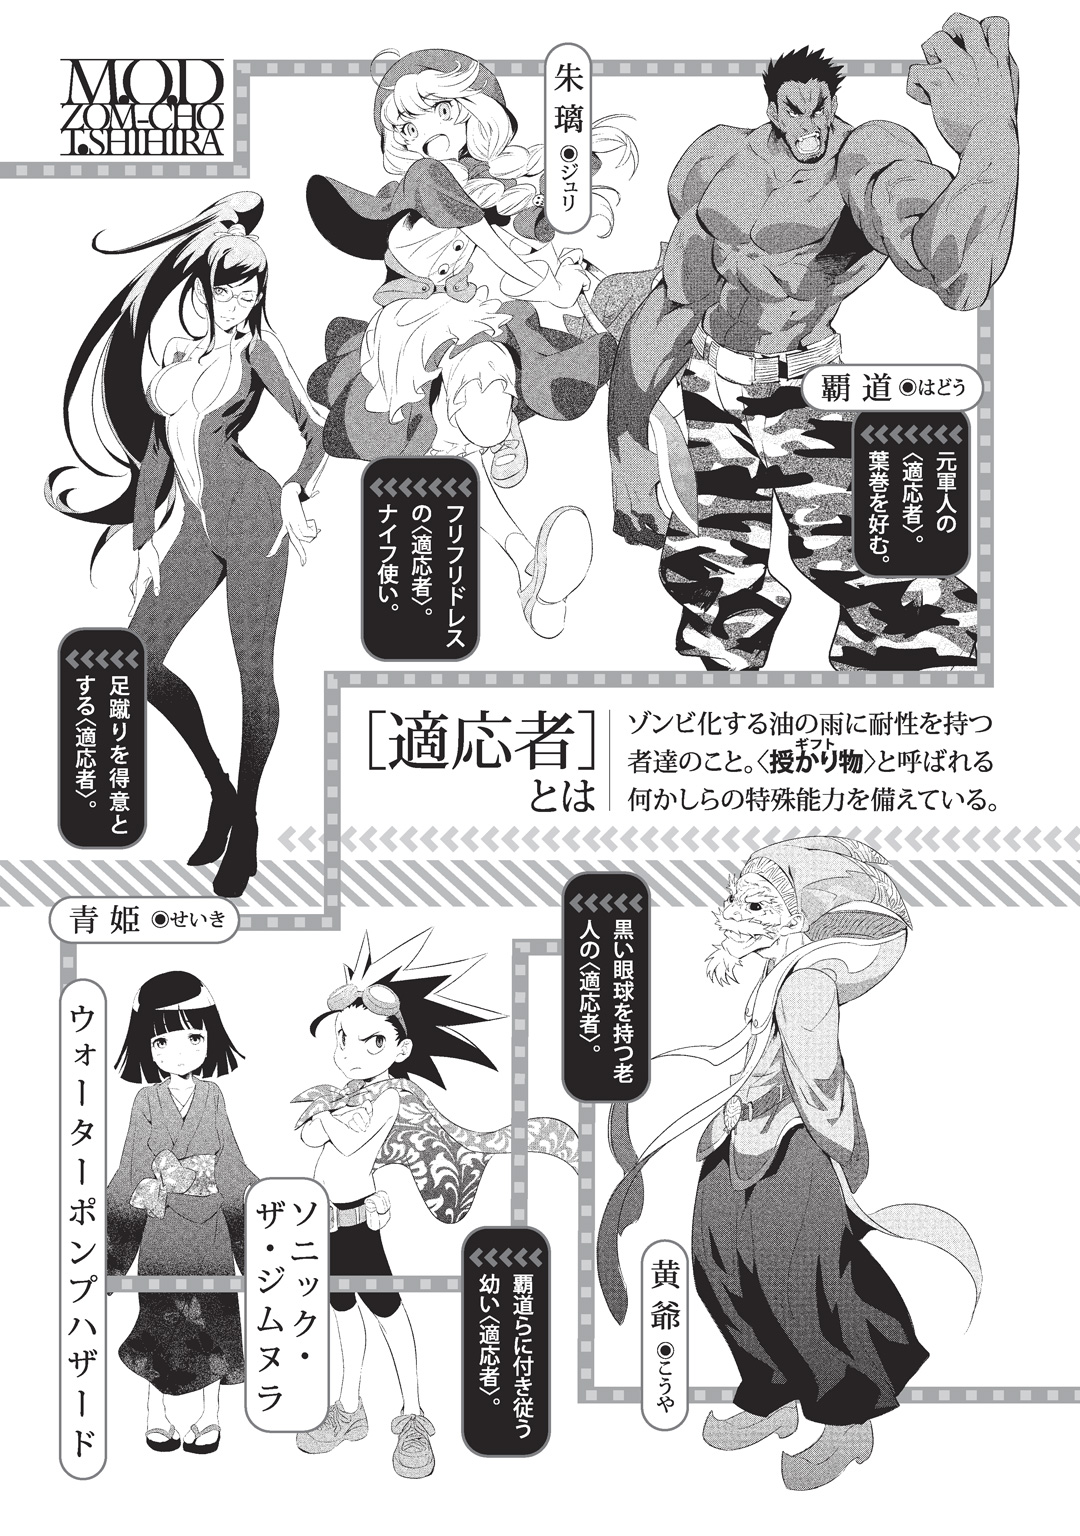 M.O.D
ZOM-CHO
T.SHIHIRA
朱璃◉ジュリ
フリフリドレス
の〈適応者〉。
ナイフ使い。
覇道◉はどう
元軍人の
〈適応者〉。
葉巻を好む。
足蹴りを得意と
する〈適応者〉。
青姫◉せいき
［適応者］
とは
ゾンビ化する油の雨に耐性を持つ
ギフト
者達のこと。〈授かり物〉と呼ばれる
何かしらの特殊能力を備えている。
黒い眼球を持つ老
人の〈適応者〉。
黄爺◉こうや
ソニック・
ザ・ジムヌラ
ウォーターポンプハザード
覇道らに付き従う
幼い〈適応者〉。